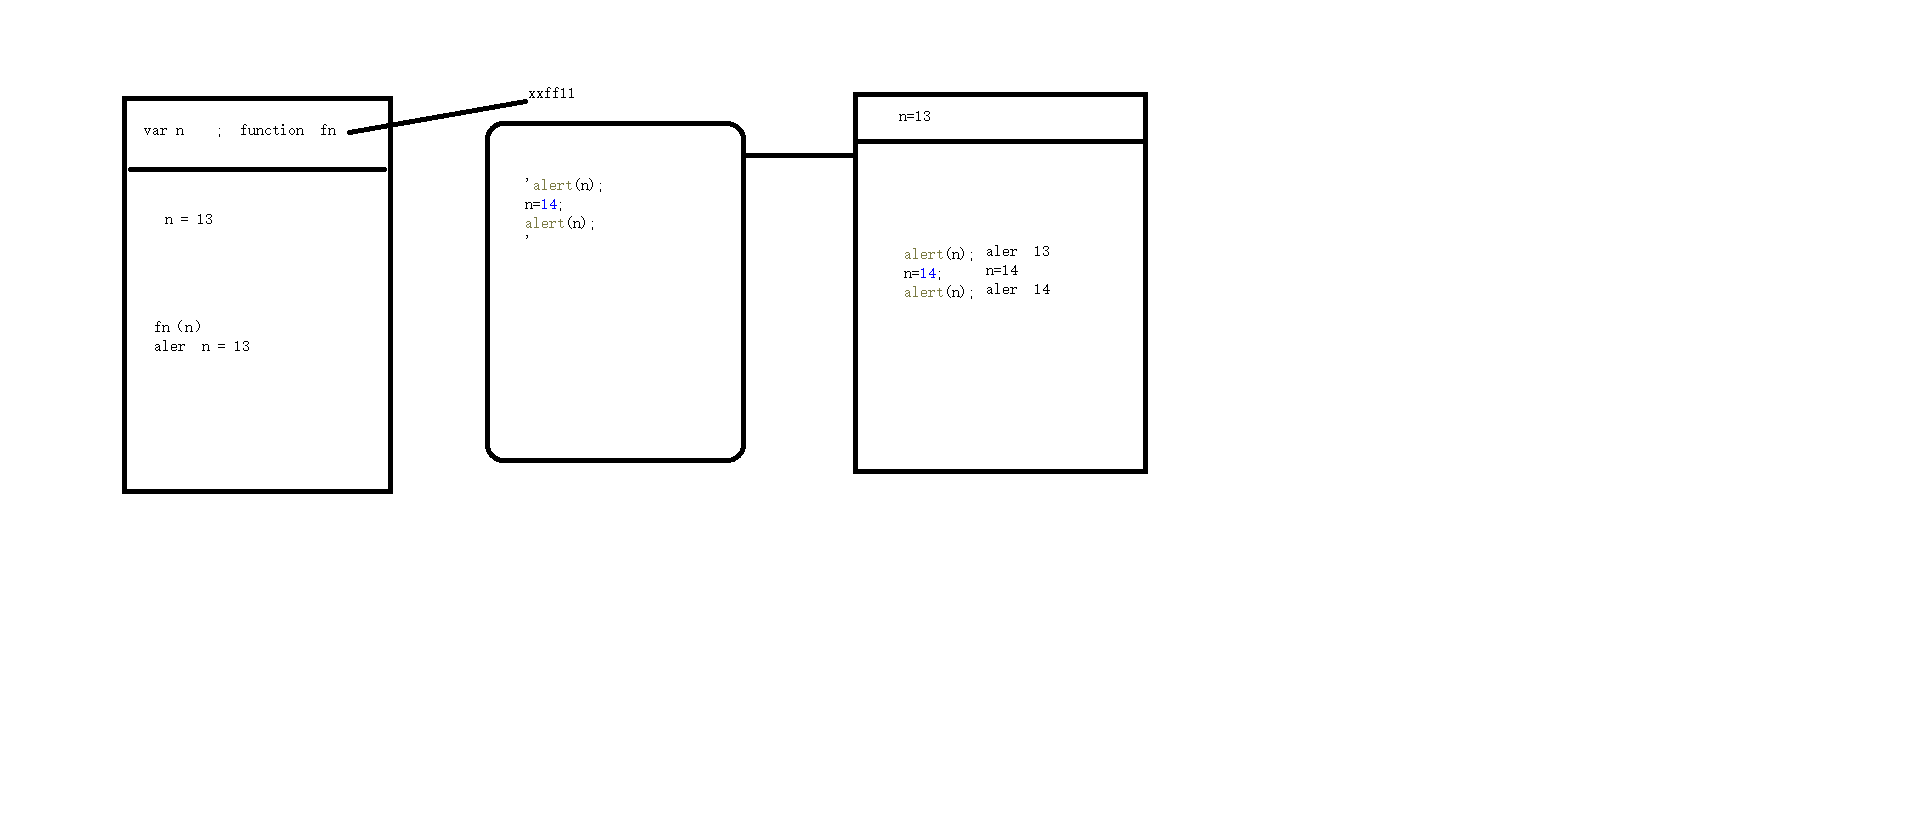 xxff11
var n    ;  function  fn
n = 13
fn (n)
aler  n = 13
'alert(n);
n=14;
alert(n);
'
n=13
alert(n);  aler  13
n=14;  n=14
alert(n);  aler  14